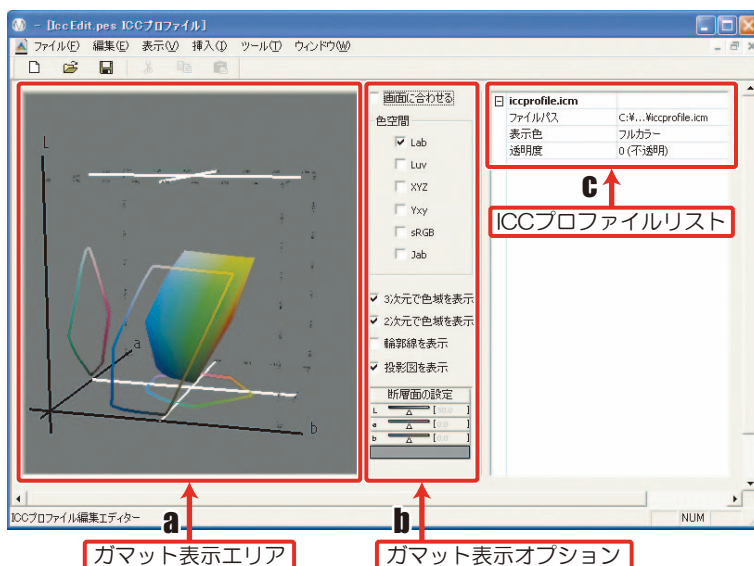 - [IccEdit.pes ICCプロファイル]
ファイル(F) 編集(E) 表示(V) 挿入(I) ツール(T) ウィンドウ(W)
L
a
b
画面に合わせる
色空間
Lab
Luv
XYZ
Yxy
sRGB
Jab
3次元で色域を表示
2次元で色域を表示
輪郭線を表示
投影図を表示
断層面の設定
L [50.0 ]
a [0.0 ]
b [0.0 ]
iccprofile.icm
ファイルパス C:¥...¥iccprofile.icm
表示色 フルカラー
透明度 0 (不透明)
c
ICCプロファイルリスト
ICCプロファイル編集エディター
NUM
a
ガマット表示エリア
b
ガマット表示オプション